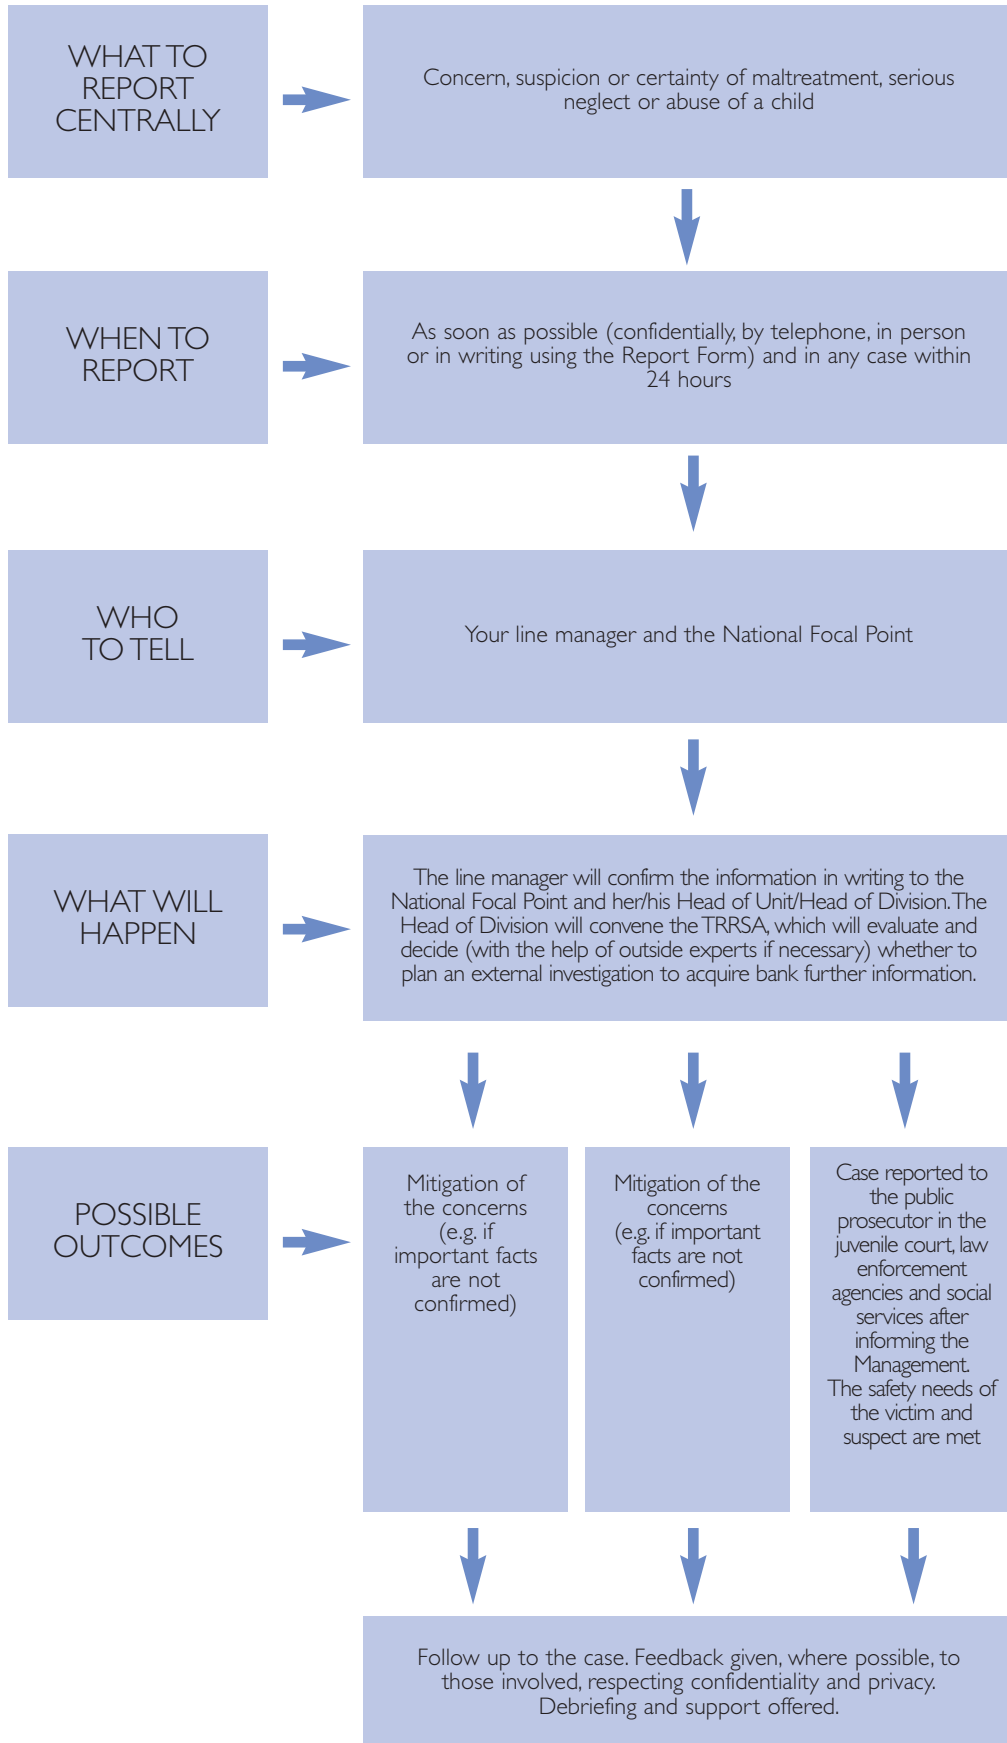 WHAT TO
REPORT
CENTRALLY
Concern, suspicion or certainty of maltreatment, serious
neglect or abuse of a child
WHEN TO
REPORT
As soon as possible (confidentially, by telephone, in person
or in writing using the Report Form) and in any case within
24 hours
WHO
TO TELL
Your line manager and the National Focal Point
WHAT WILL
HAPPEN
The line manager will confirm the information in writing to the
National Focal Point and her/his Head of Unit/Head of Division. The
Head of Division will convene the TRRSA, which will evaluate and
decide (with the help of outside experts if necessary) whether to
plan an external investigation to acquire bank further information.
POSSIBLE
OUTCOMES
Mitigation of
the concerns
(e.g. if
important facts
are not
confirmed)
Mitigation of the
concerns
(e.g. if important
facts are not
confirmed)
Case reported to
the public
prosecutor in the
juvenile court, law
enforcement
agencies and social
services after
informing the
Management.
The safety needs of
the victim and
suspect are met
Follow up to the case. Feedback given, where possible, to
those involved, respecting confidentiality and privacy.
Debriefing and support offered.